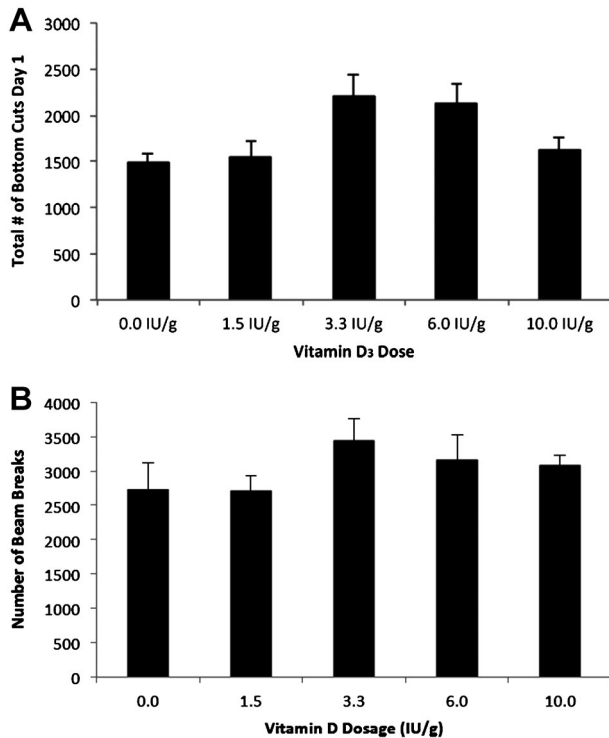 A
3000
2500
2000
1500
1000
500
0
Total # of Bottom Cuts Day 1
0.0 IU/g 1.5 IU/g 3.3 IU/g 6.0 IU/g 10.0 IU/g
Vitamin D₃ Dose
B
4000
3500
3000
2500
2000
1500
1000
500
0
Number of Beam Breaks
0.0 1.5 3.3 6.0 10.0
Vitamin D Dosage (IU/g)